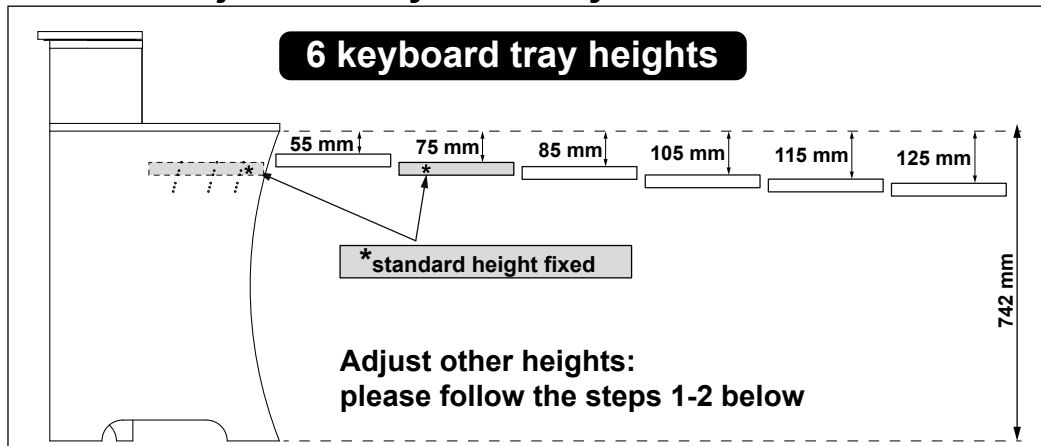 6 keyboard tray heights
55 mm
75 mm
85 mm
105 mm
115 mm
125 mm
*
*
*standard height fixed
742 mm
Adjust other heights:
please follow the steps 1-2 below